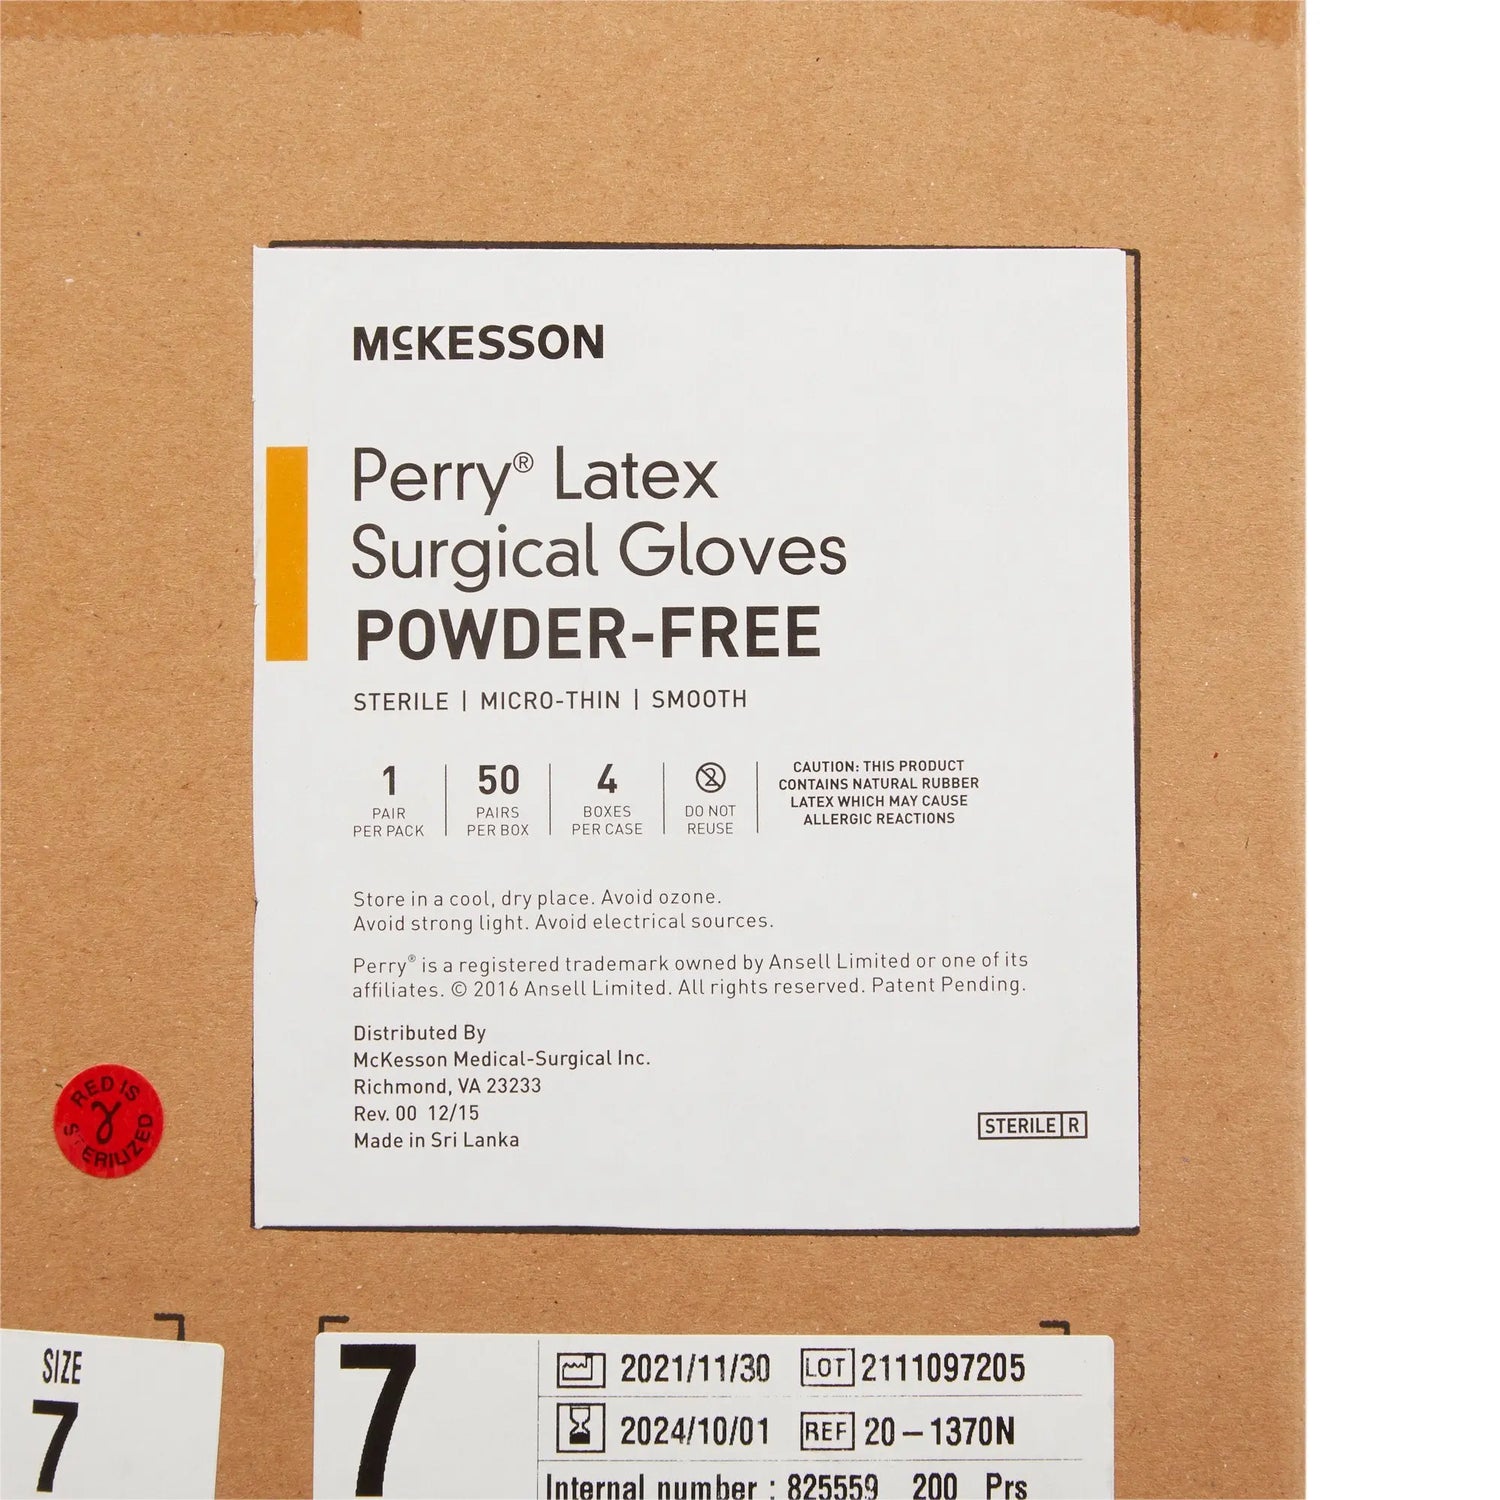 McKESSON
Perry® Latex
Surgical Gloves
POWDER-FREE
STERILE | MICRO-THIN | SMOOTH
1
PAIR
PER PACK
50
PAIRS
PER BOX
4
BOXES
PER CASE
2
DO NOT
REUSE
CAUTION: THIS PRODUCT
CONTAINS NATURAL RUBBER
LATEX WHICH MAY CAUSE
ALLERGIC REACTIONS
Store in a cool, dry place. Avoid ozone.
Avoid strong light. Avoid electrical sources.
Perry® is a registered trademark owned by Ansell Limited or one of its
affiliates. © 2016 Ansell Limited. All rights reserved. Patent Pending.
Distributed By
McKesson Medical-Surgical Inc.
Richmond, VA 23233
Rev. 00 12/15
Made in Sri Lanka
STERILE R
RED IS
γ
STERILIZED
SIZE
7
7
2021/11/30 LOT 2111097205
2024/10/01 REF 20-1370N
Internal number : 825559 200 Prs